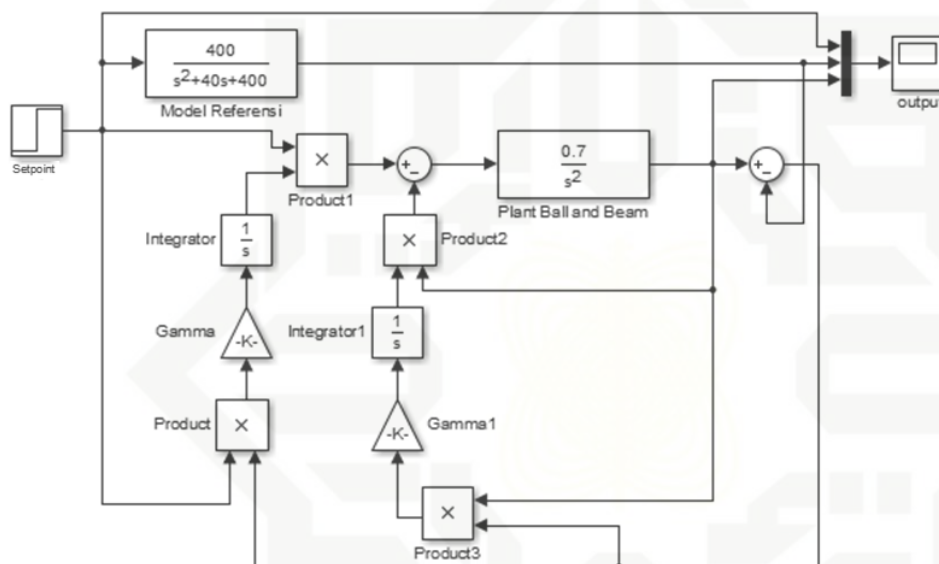 400
s²+40s+400
Model Referensi
output
Setpoint
×
Product1
+
-
0.7
s²
Plant Ball and Beam
+
-
Integrator
1
s
×
Product2
Gamma
-K-
Integrator1
1
s
Product
×
-K-
Gamma1
×
Product3